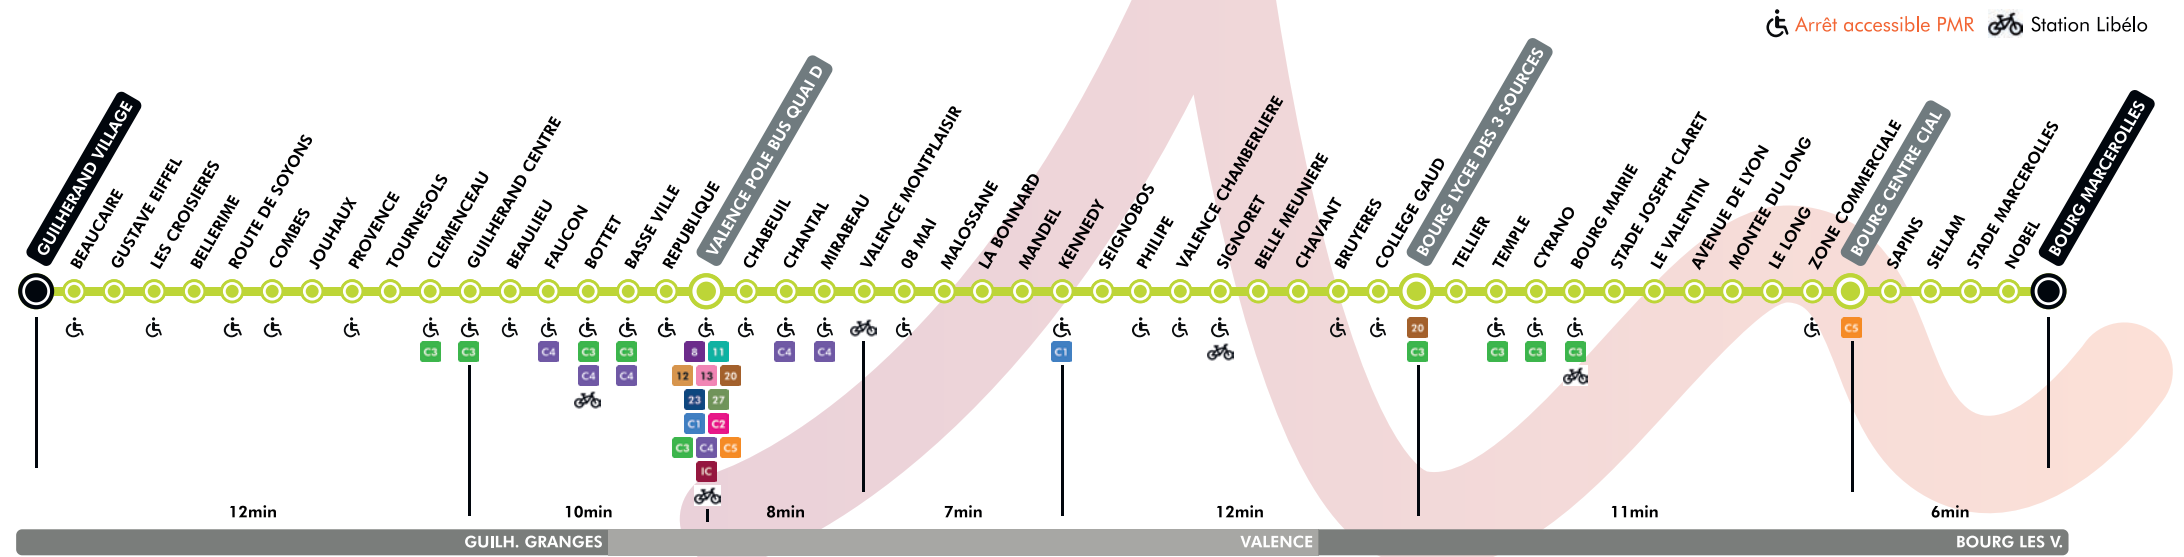 Arrêt accessible PMR
Station Libélo
GUILHERAND VILLAGE
BEAUCAIRE
GUSTAVE EIFFEL
LES CROISIERES
BELLERIME
ROUTE DE SOYONS
COMBES
JOUHAUX
PROVENCE
TOURNESOLS
CLEMENCEAU
GUILHERAND CENTRE
BEAULIEU
FAUCON
BOTTET
BASSE VILLE
REPUBLIQUE
VALENCE POLE BUS QUAI D
CHABEUIL
CHANTAL
MIRABEAU
VALENCE MONTPLAISIR
08 MAI
MALOSSANE
LA BONNARD
MANDEL
KENNEDY
SEIGNOBOS
PHILIPE
VALENCE CHAMBERLIERE
SIGNORET
BELLE MEUNIERE
CHAVANT
BRUYERES
COLLEGE GAUD
BOURG LYCEE DES 3 SOURCES
TELLIER
TEMPLE
CYRANO
BOURG MAIRIE
STADE JOSEPH CLARET
LE VALENTIN
AVENUE DE LYON
MONTEE DU LONG
LE LONG
ZONE COMMERCIALE
BOURG CENTRE CIAL
SAPINS
SELLAM
STADE MARCEROLLES
NOBEL
BOURG MARCEROLLES
C3
C3
C4
C3
C4
C3
C4
8 11
12 13 20
23 27
C1 C2
C3 C4 C5
IC
C4
C4
C1
20
C3
C3
C3
C3
C5
12min
10min
8min
7min
12min
11min
6min
GUILH. GRANGES
VALENCE
BOURG LES V.